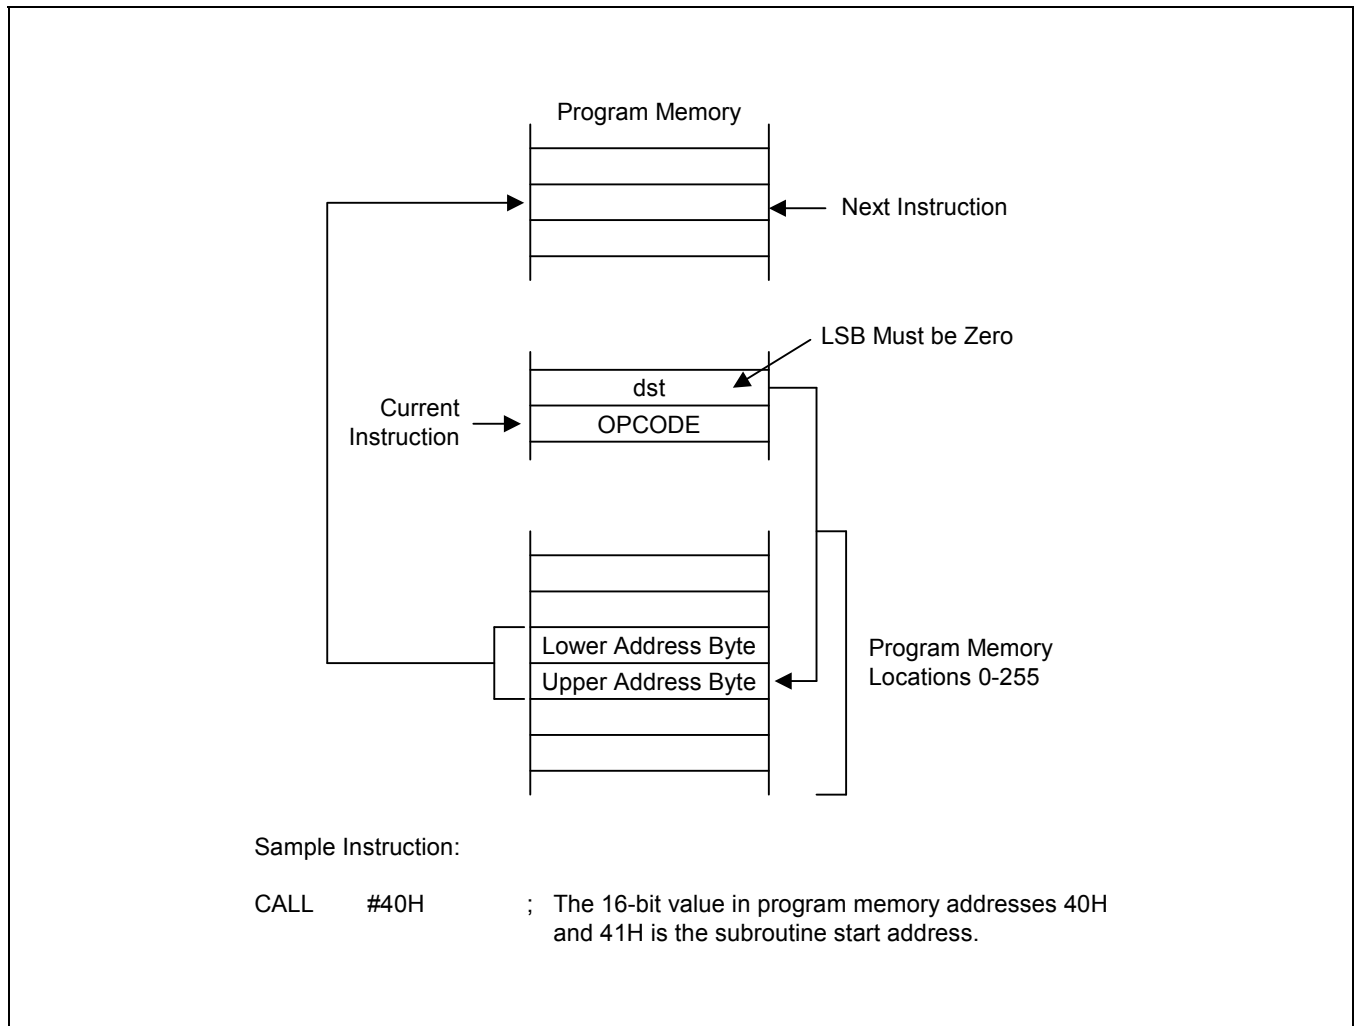 Program Memory
Next Instruction
LSB Must be Zero
dst
Current
Instruction
OPCODE
Lower Address Byte
Upper Address Byte
Program Memory
Locations 0-255
Sample Instruction:
CALL #40H ; The 16-bit value in program memory addresses 40H
and 41H is the subroutine start address.